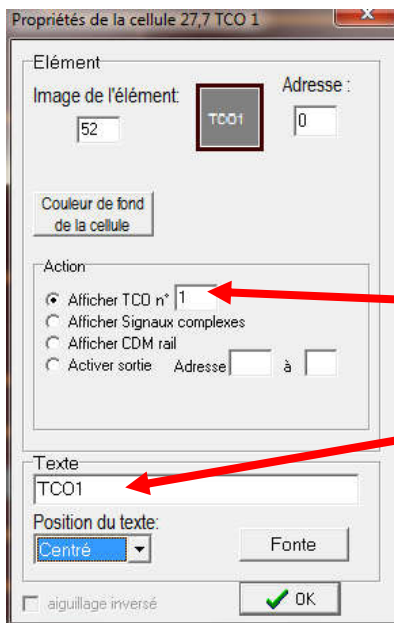 Propriétés de la cellule 27,7 TCO 1
Elément
Image de l'élément:
Adresse :
52
TCO1
0
Couleur de fond
de la cellule
Action
Afficher TCO n° 1
Afficher Signaux complexes
Afficher CDM rail
Activer sortie Adresse à
Texte
TCO1
Position du texte:
Centré
Fonte
aiguillage inversé
OK